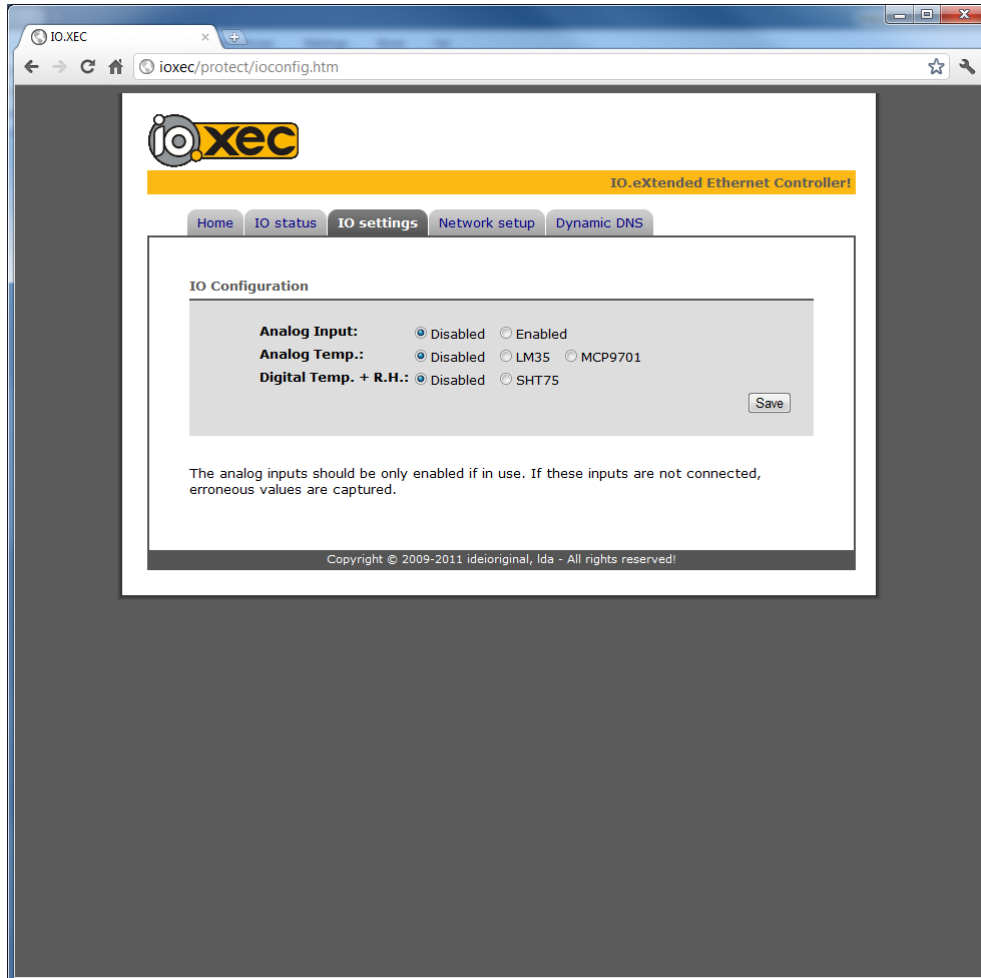 IO.XEC
ioxec/protect/ioconfig.htm
io.xec
IO.eXtended Ethernet Controller!
Home IO status IO settings Network setup Dynamic DNS
IO Configuration
Analog Input: Disabled Enabled
Analog Temp.: Disabled LM35 MCP9701
Digital Temp. + R.H.: Disabled SHT75
Save
The analog inputs should be only enabled if in use. If these inputs are not connected,
erroneous values are captured.
Copyright © 2009-2011 ideioriginal, lda - All rights reserved!